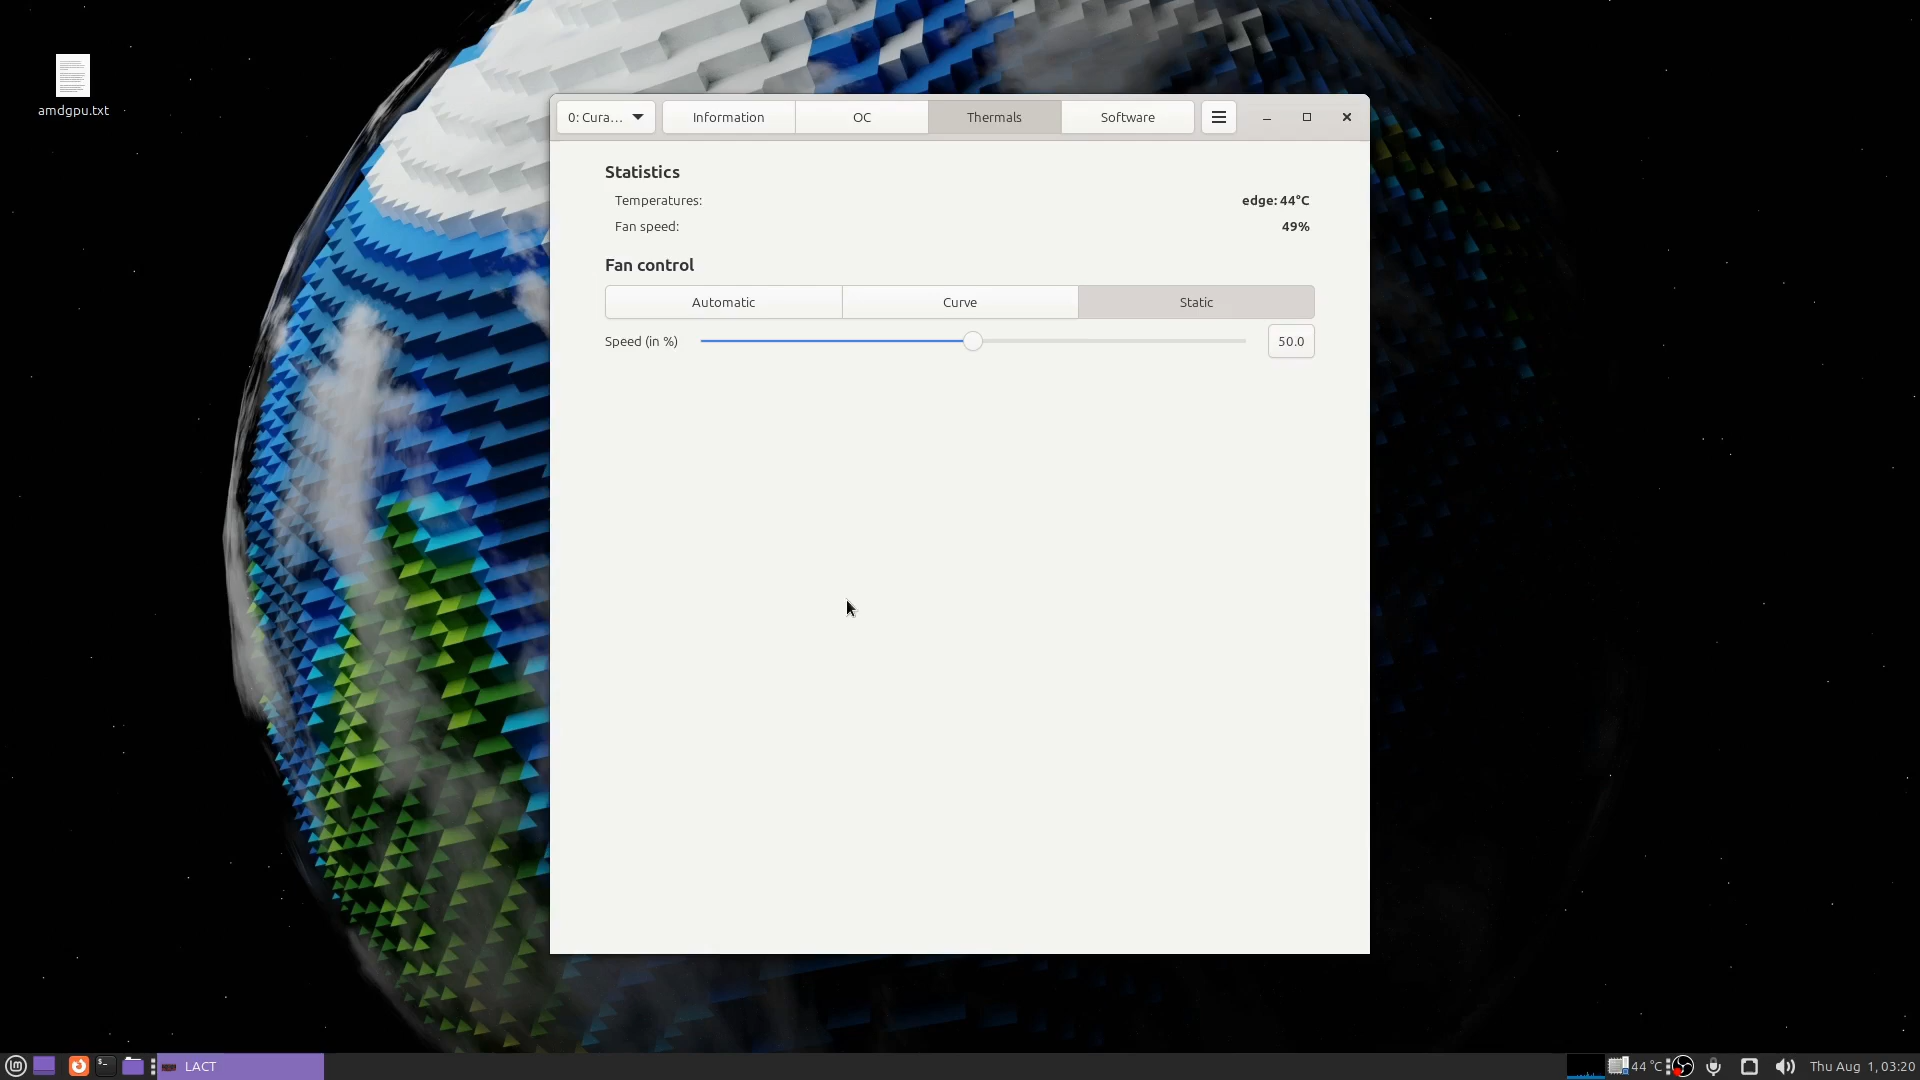 amdgpu.txt
0: Cura...
Information
OC
Thermals
Software
Statistics
Temperatures:
edge: 44°C
Fan speed:
49%
Fan control
Automatic
Curve
Static
Speed (in %)
50.0
LACT
44 °C
Thu Aug 1, 03:20